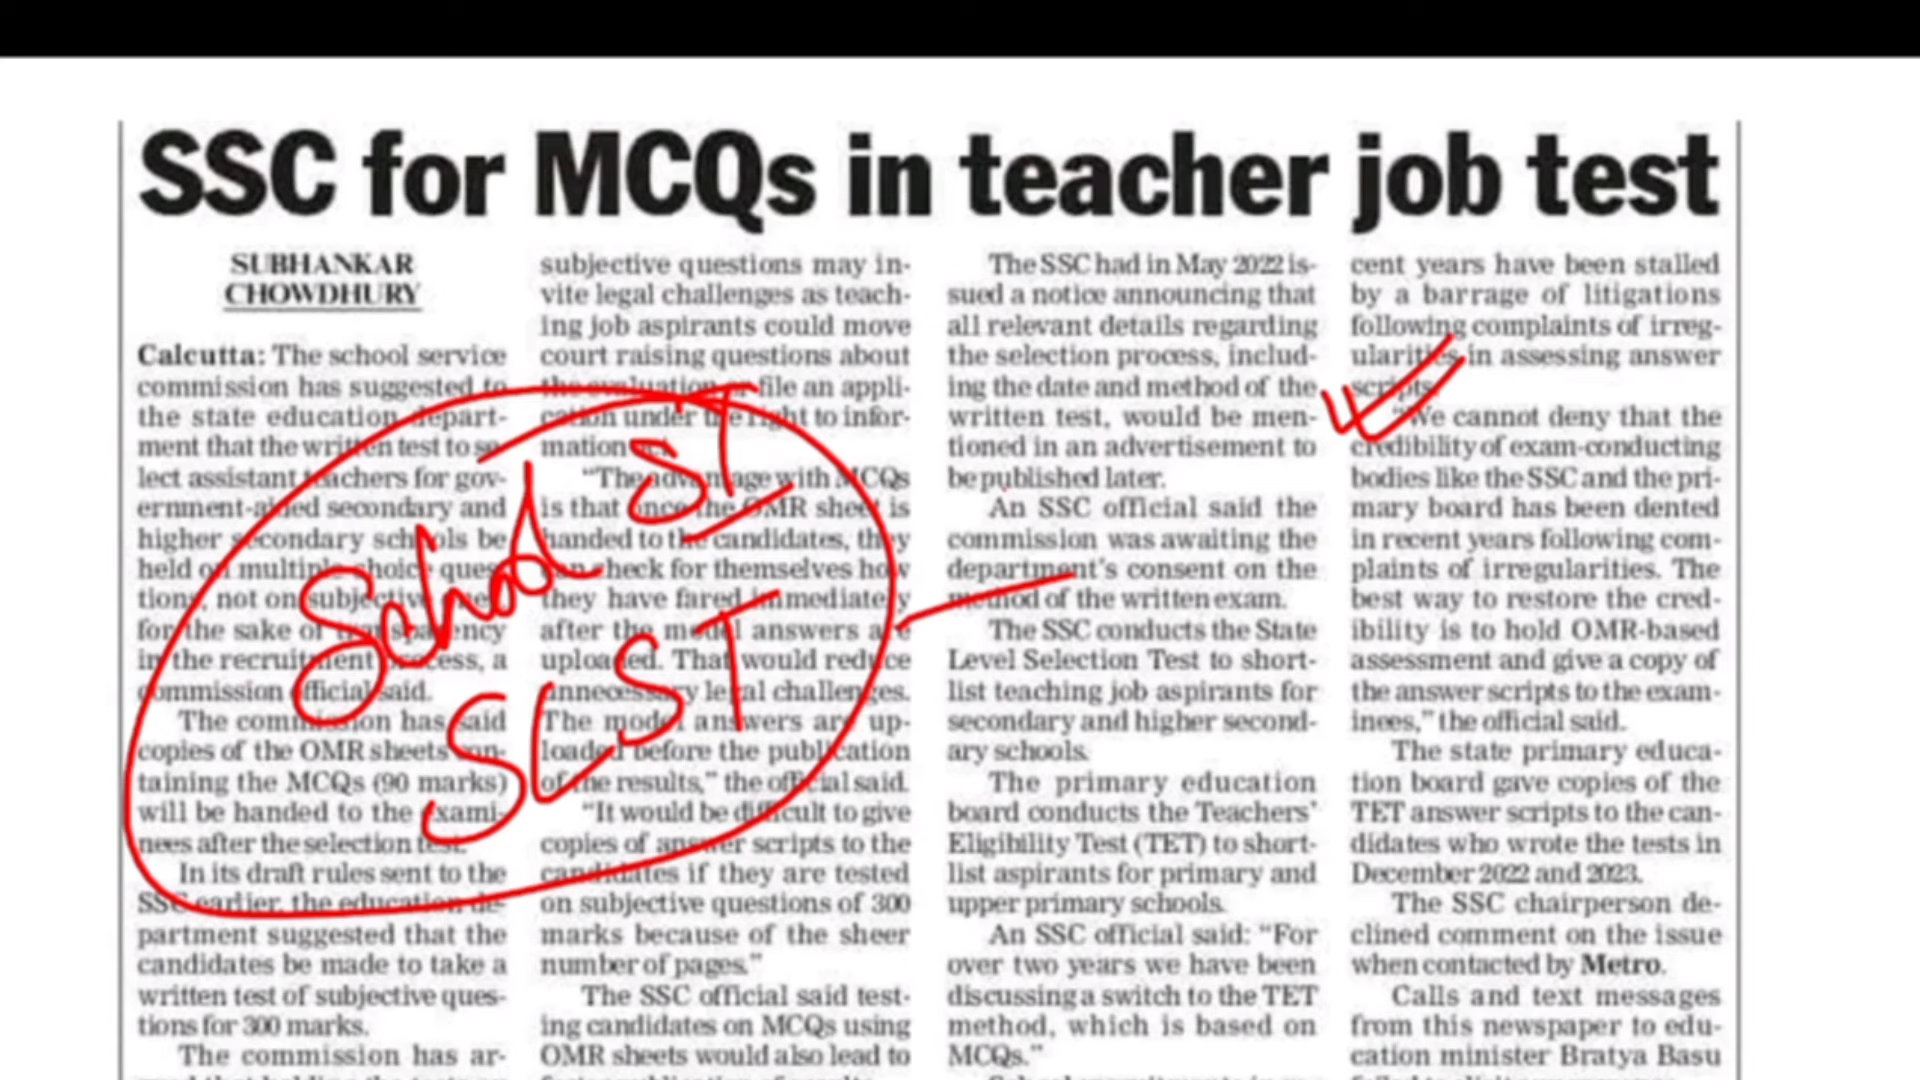 SSC for MCQs in teacher job test
SUBHANKAR
CHOWDHURY
Calcutta: The school service
commission has suggested to
the state education depart-
ment that the written test to se-
lect assistant teachers for gov-
ernment-aided secondary and
higher secondary schools be
held on multiple choice ques-
tions, not on subjective
for the sake of transparency
in the recruitment process, a
commission official said.
The commission has said
copies of the OMR sheets con-
taining the MCQs (90 marks)
will be handed to the exami-
nees after the selection test.
In its draft rules sent to the
SSC earlier, the education de-
partment suggested that the
candidates be made to take a
written test of subjective ques-
tions for 300 marks.
The commission has ar-
subjective questions may in-
vite legal challenges as teach-
ing job aspirants could move
court raising questions about
the evaluation or file an appli-
cation under the right to infor-
mation act.
"The advantage with MCQs
is that once the OMR sheet is
handed to the candidates, they
can check for themselves how
they have fared immediately
after the model answers are
uploaded. That would reduce
unnecessary legal challenges.
The model answers are up-
loaded before the publication
of the results," the official said.
"It would be difficult to give
copies of answer scripts to the
candidates if they are tested
on subjective questions of 300
marks because of the sheer
number of pages."
The SSC official said test-
ing candidates on MCQs using
OMR sheets would also lead to
The SSC had in May 2022 is-
sued a notice announcing that
all relevant details regarding
the selection process, includ-
ing the date and method of the
written test, would be men-
tioned in an advertisement to
be published later.
An SSC official said the
commission was awaiting the
department's consent on the
method of the written exam.
The SSC conducts the State
Level Selection Test to short-
list teaching job aspirants for
secondary and higher second-
ary schools.
The primary education
board conducts the Teachers'
Eligibility Test (TET) to short-
list aspirants for primary and
upper primary schools.
An SSC official said: "For
over two years we have been
discussing a switch to the TET
method, which is based on
MCQs."
cent years have been stalled
by a barrage of litigations
following complaints of irreg-
ularities in assessing answer
scripts.
"We cannot deny that the
credibility of exam-conducting
bodies like the SSC and the pri-
mary board has been dented
in recent years following com-
plaints of irregularities. The
best way to restore the cred-
ibility is to hold OMR-based
assessment and give a copy of
the answer scripts to the exam-
inees," the official said.
The state primary educa-
tion board gave copies of the
TET answer scripts to the can-
didates who wrote the tests in
December 2022 and 2023.
The SSC chairperson de-
clined comment on the issue
when contacted by Metro.
Calls and text messages
from this newspaper to edu-
cation minister Bratya Basu
School ST
SLST